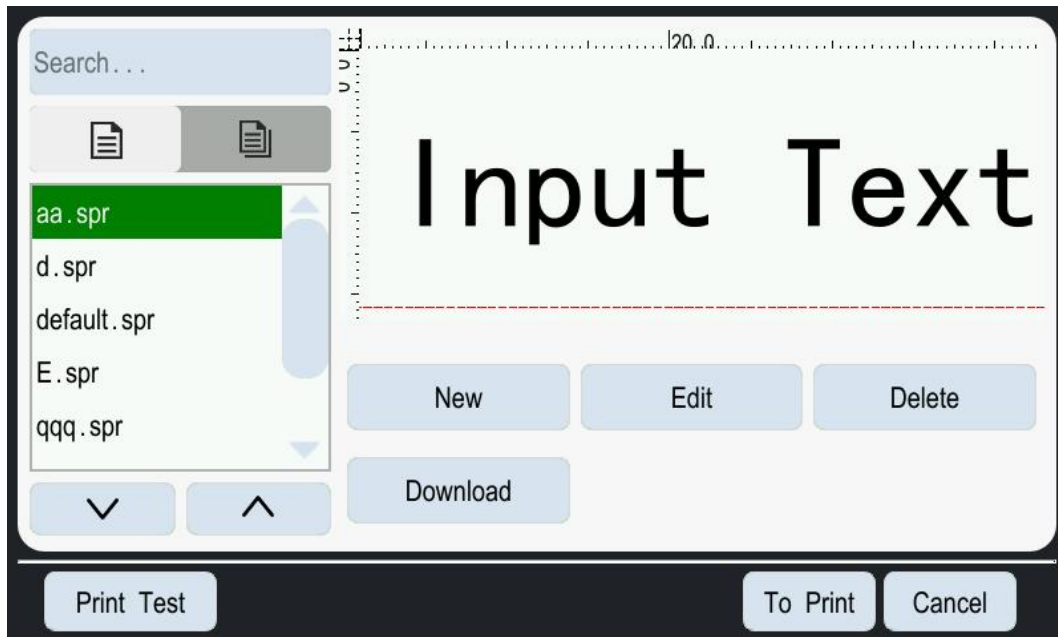 Search...
20.0
Input Text
aa.spr
d.spr
default.spr
E.spr
qqq.spr
New
Edit
Delete
Download
Print Test
To Print
Cancel